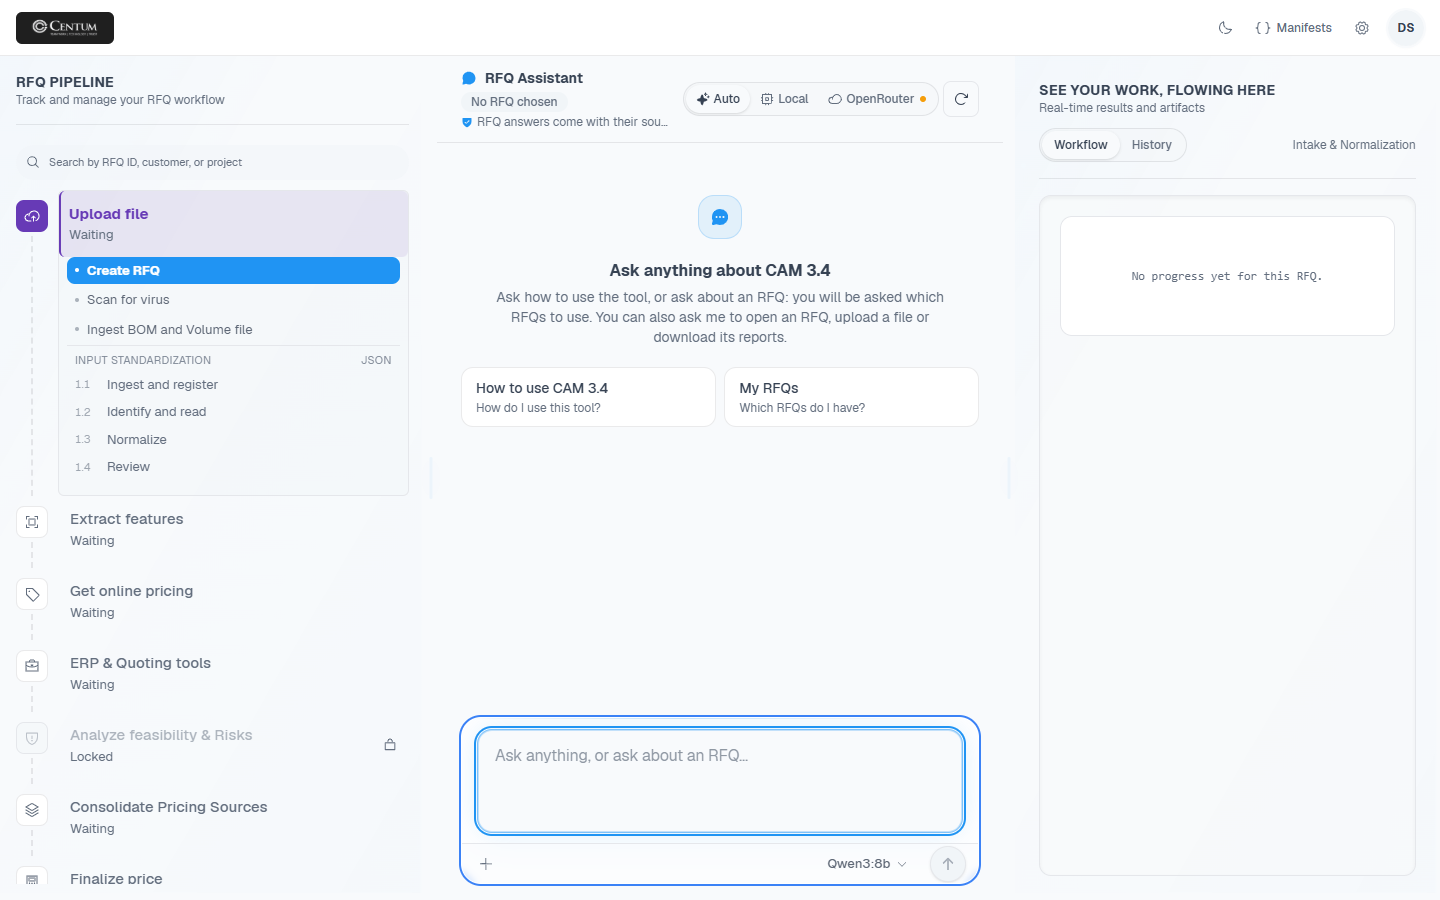 CENTUM
{ } Manifests
DS
RFQ PIPELINE
Track and manage your RFQ workflow
Search by RFQ ID, customer, or project
Upload file
Waiting
Create RFQ
Scan for virus
Ingest BOM and Volume file
INPUT STANDARDIZATION JSON
1.1 Ingest and register
1.2 Identify and read
1.3 Normalize
1.4 Review
Extract features
Waiting
Get online pricing
Waiting
ERP & Quoting tools
Waiting
Analyze feasibility & Risks
Locked
Consolidate Pricing Sources
Waiting
Finalize price
RFQ Assistant
No RFQ chosen
RFQ answers come with their sou...
Auto Local OpenRouter
Ask anything about CAM 3.4
Ask how to use the tool, or ask about an RFQ: you will be asked which
RFQs to use. You can also ask me to open an RFQ, upload a file or
download its reports.
How to use CAM 3.4
How do I use this tool?
My RFQs
Which RFQs do I have?
Ask anything, or ask about an RFQ...
Qwen3:8b
SEE YOUR WORK, FLOWING HERE
Real-time results and artifacts
Workflow History Intake & Normalization
No progress yet for this RFQ.